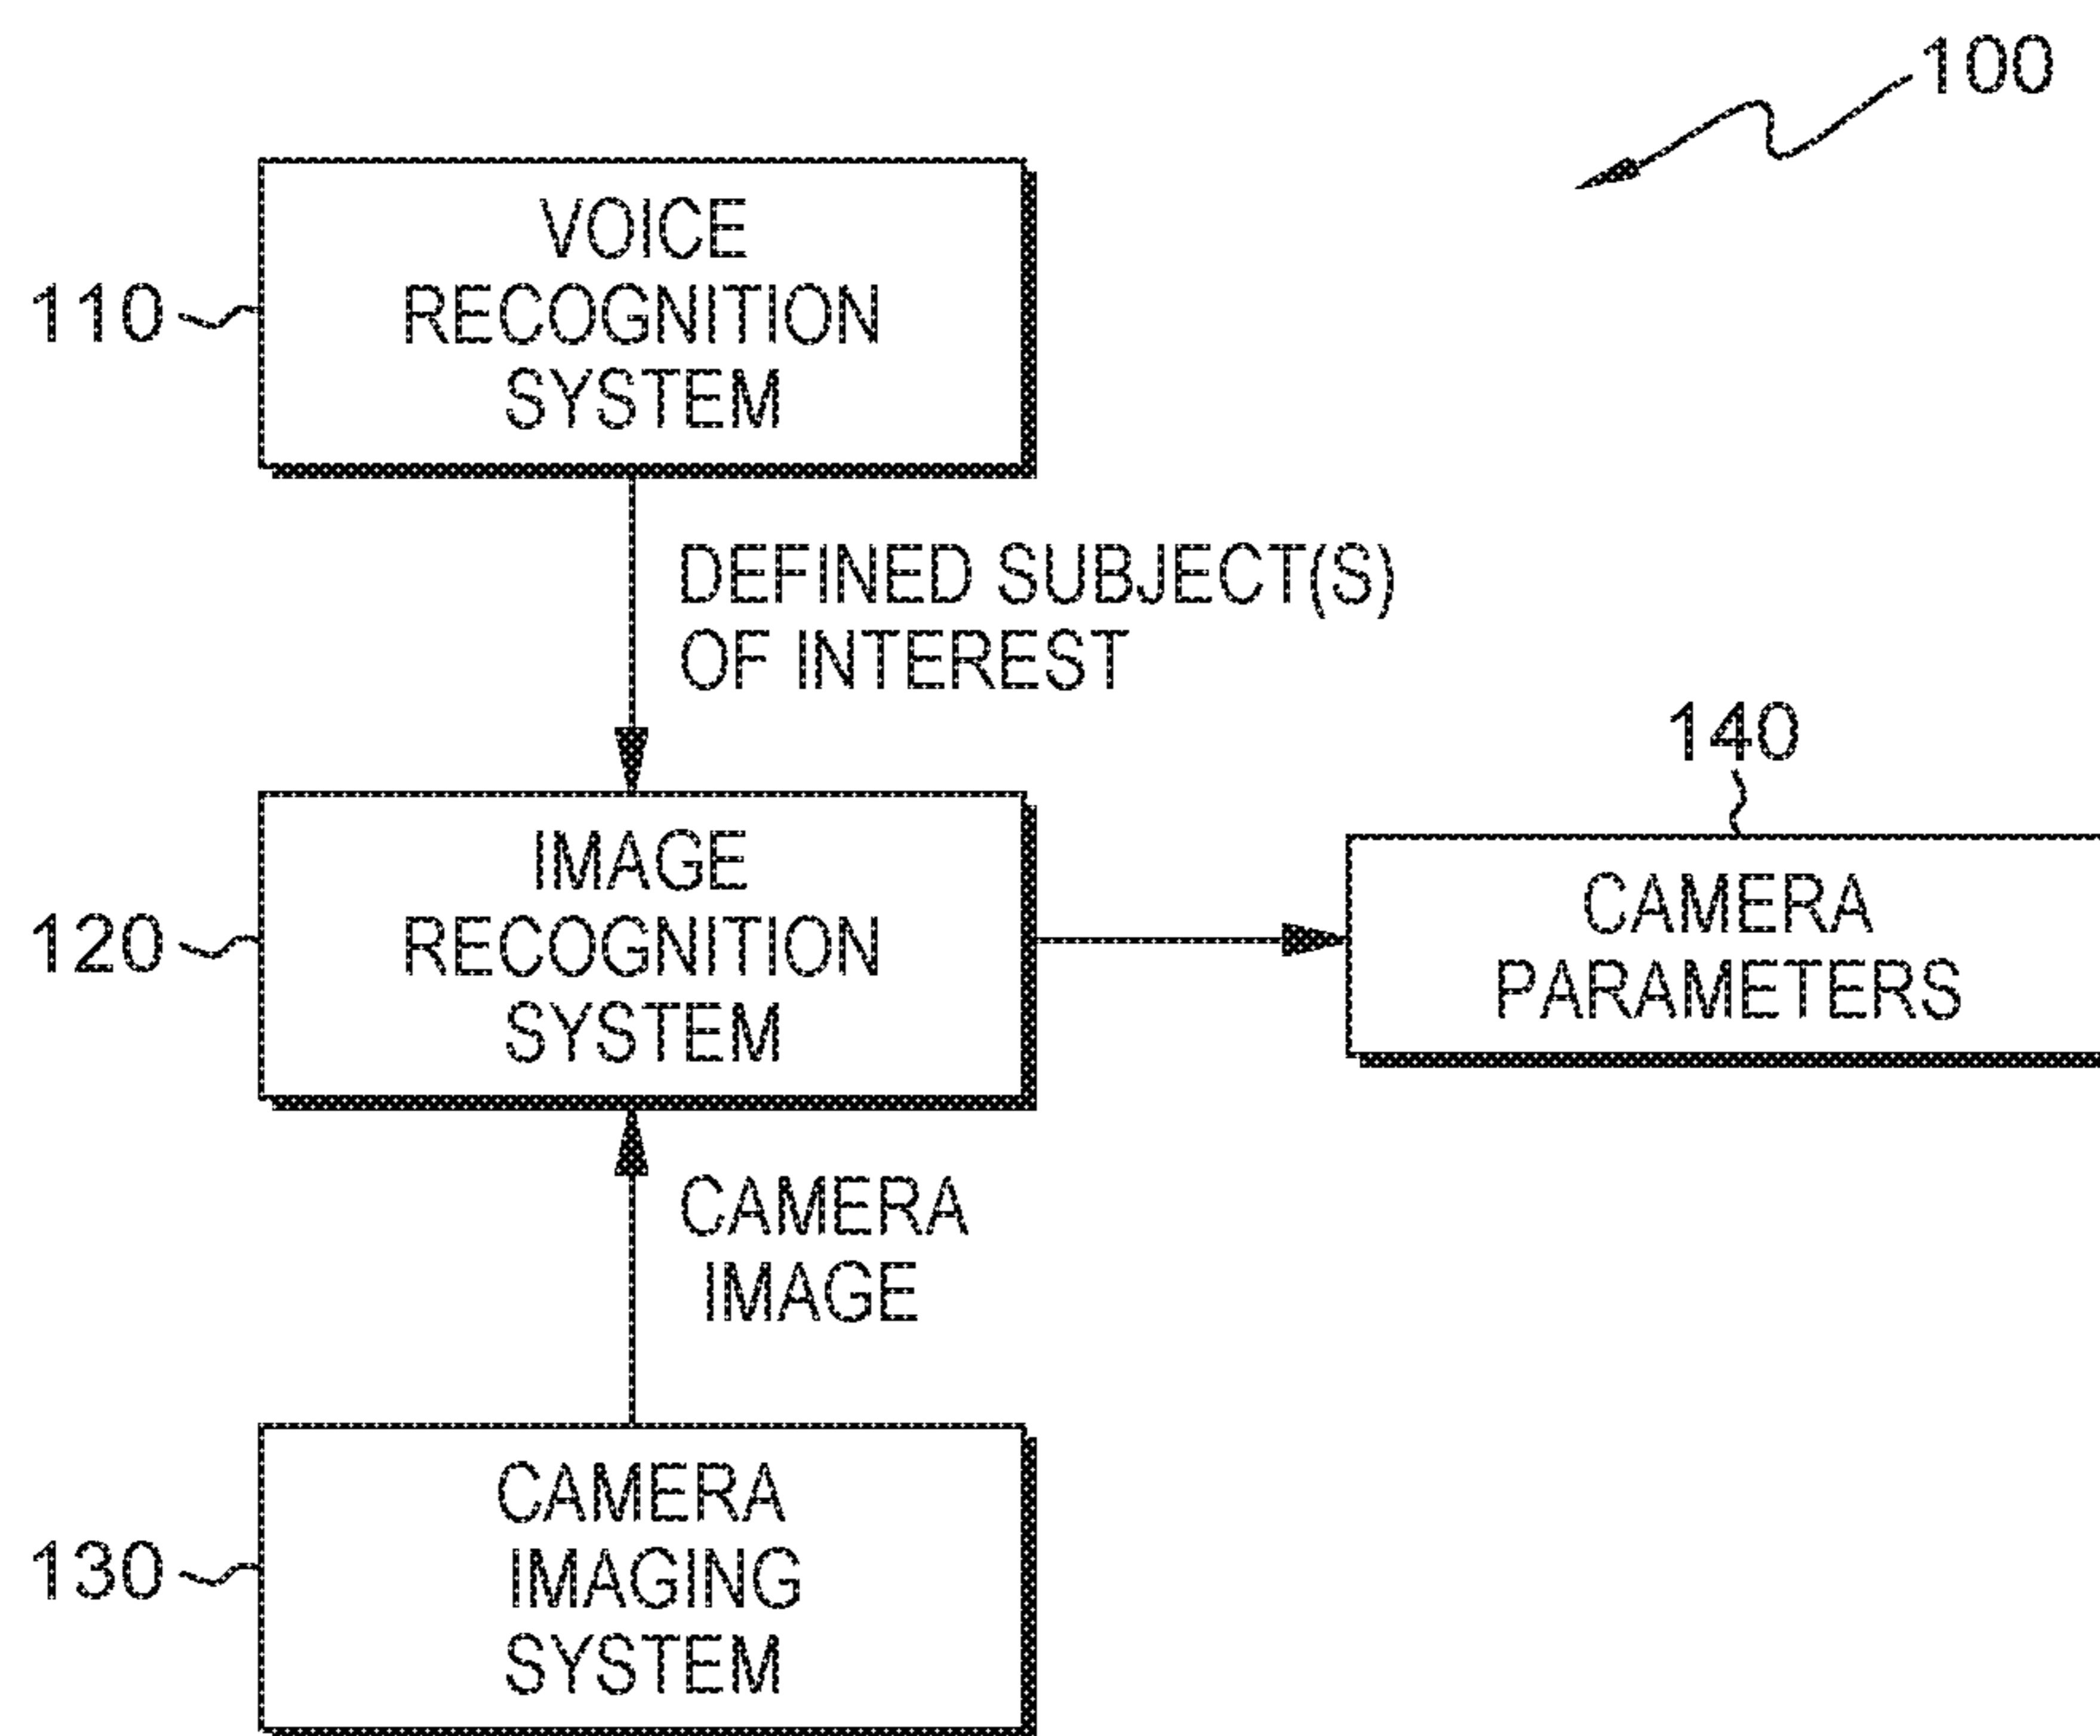 100
VOICE
RECOGNITION
SYSTEM
110
DEFINED SUBJECT(S)
OF INTEREST
140
IMAGE
RECOGNITION
SYSTEM
120
CAMERA
PARAMETERS
CAMERA
IMAGE
CAMERA
IMAGING
SYSTEM
130